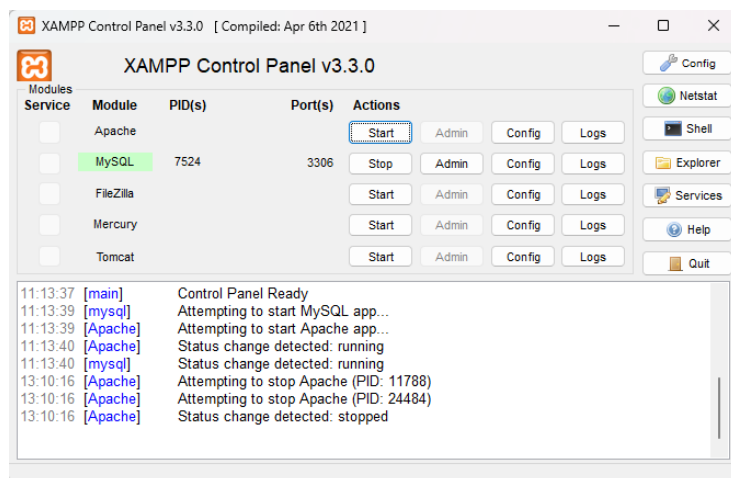 XAMPP Control Panel v3.3.0 [ Compiled: Apr 6th 2021 ]
XAMPP Control Panel v3.3.0
Config
Modules
Service Module PID(s) Port(s) Actions
Netstat
Apache Start Admin Config Logs
Shell
MySQL 7524 3306 Stop Admin Config Logs
Explorer
FileZilla Start Admin Config Logs
Services
Mercury Start Admin Config Logs
Help
Tomcat Start Admin Config Logs
Quit
11:13:37 [main] Control Panel Ready
11:13:39 [mysql] Attempting to start MySQL app...
11:13:39 [Apache] Attempting to start Apache app...
11:13:40 [Apache] Status change detected: running
11:13:40 [mysql] Status change detected: running
13:10:16 [Apache] Attempting to stop Apache (PID: 11788)
13:10:16 [Apache] Attempting to stop Apache (PID: 24484)
13:10:16 [Apache] Status change detected: stopped